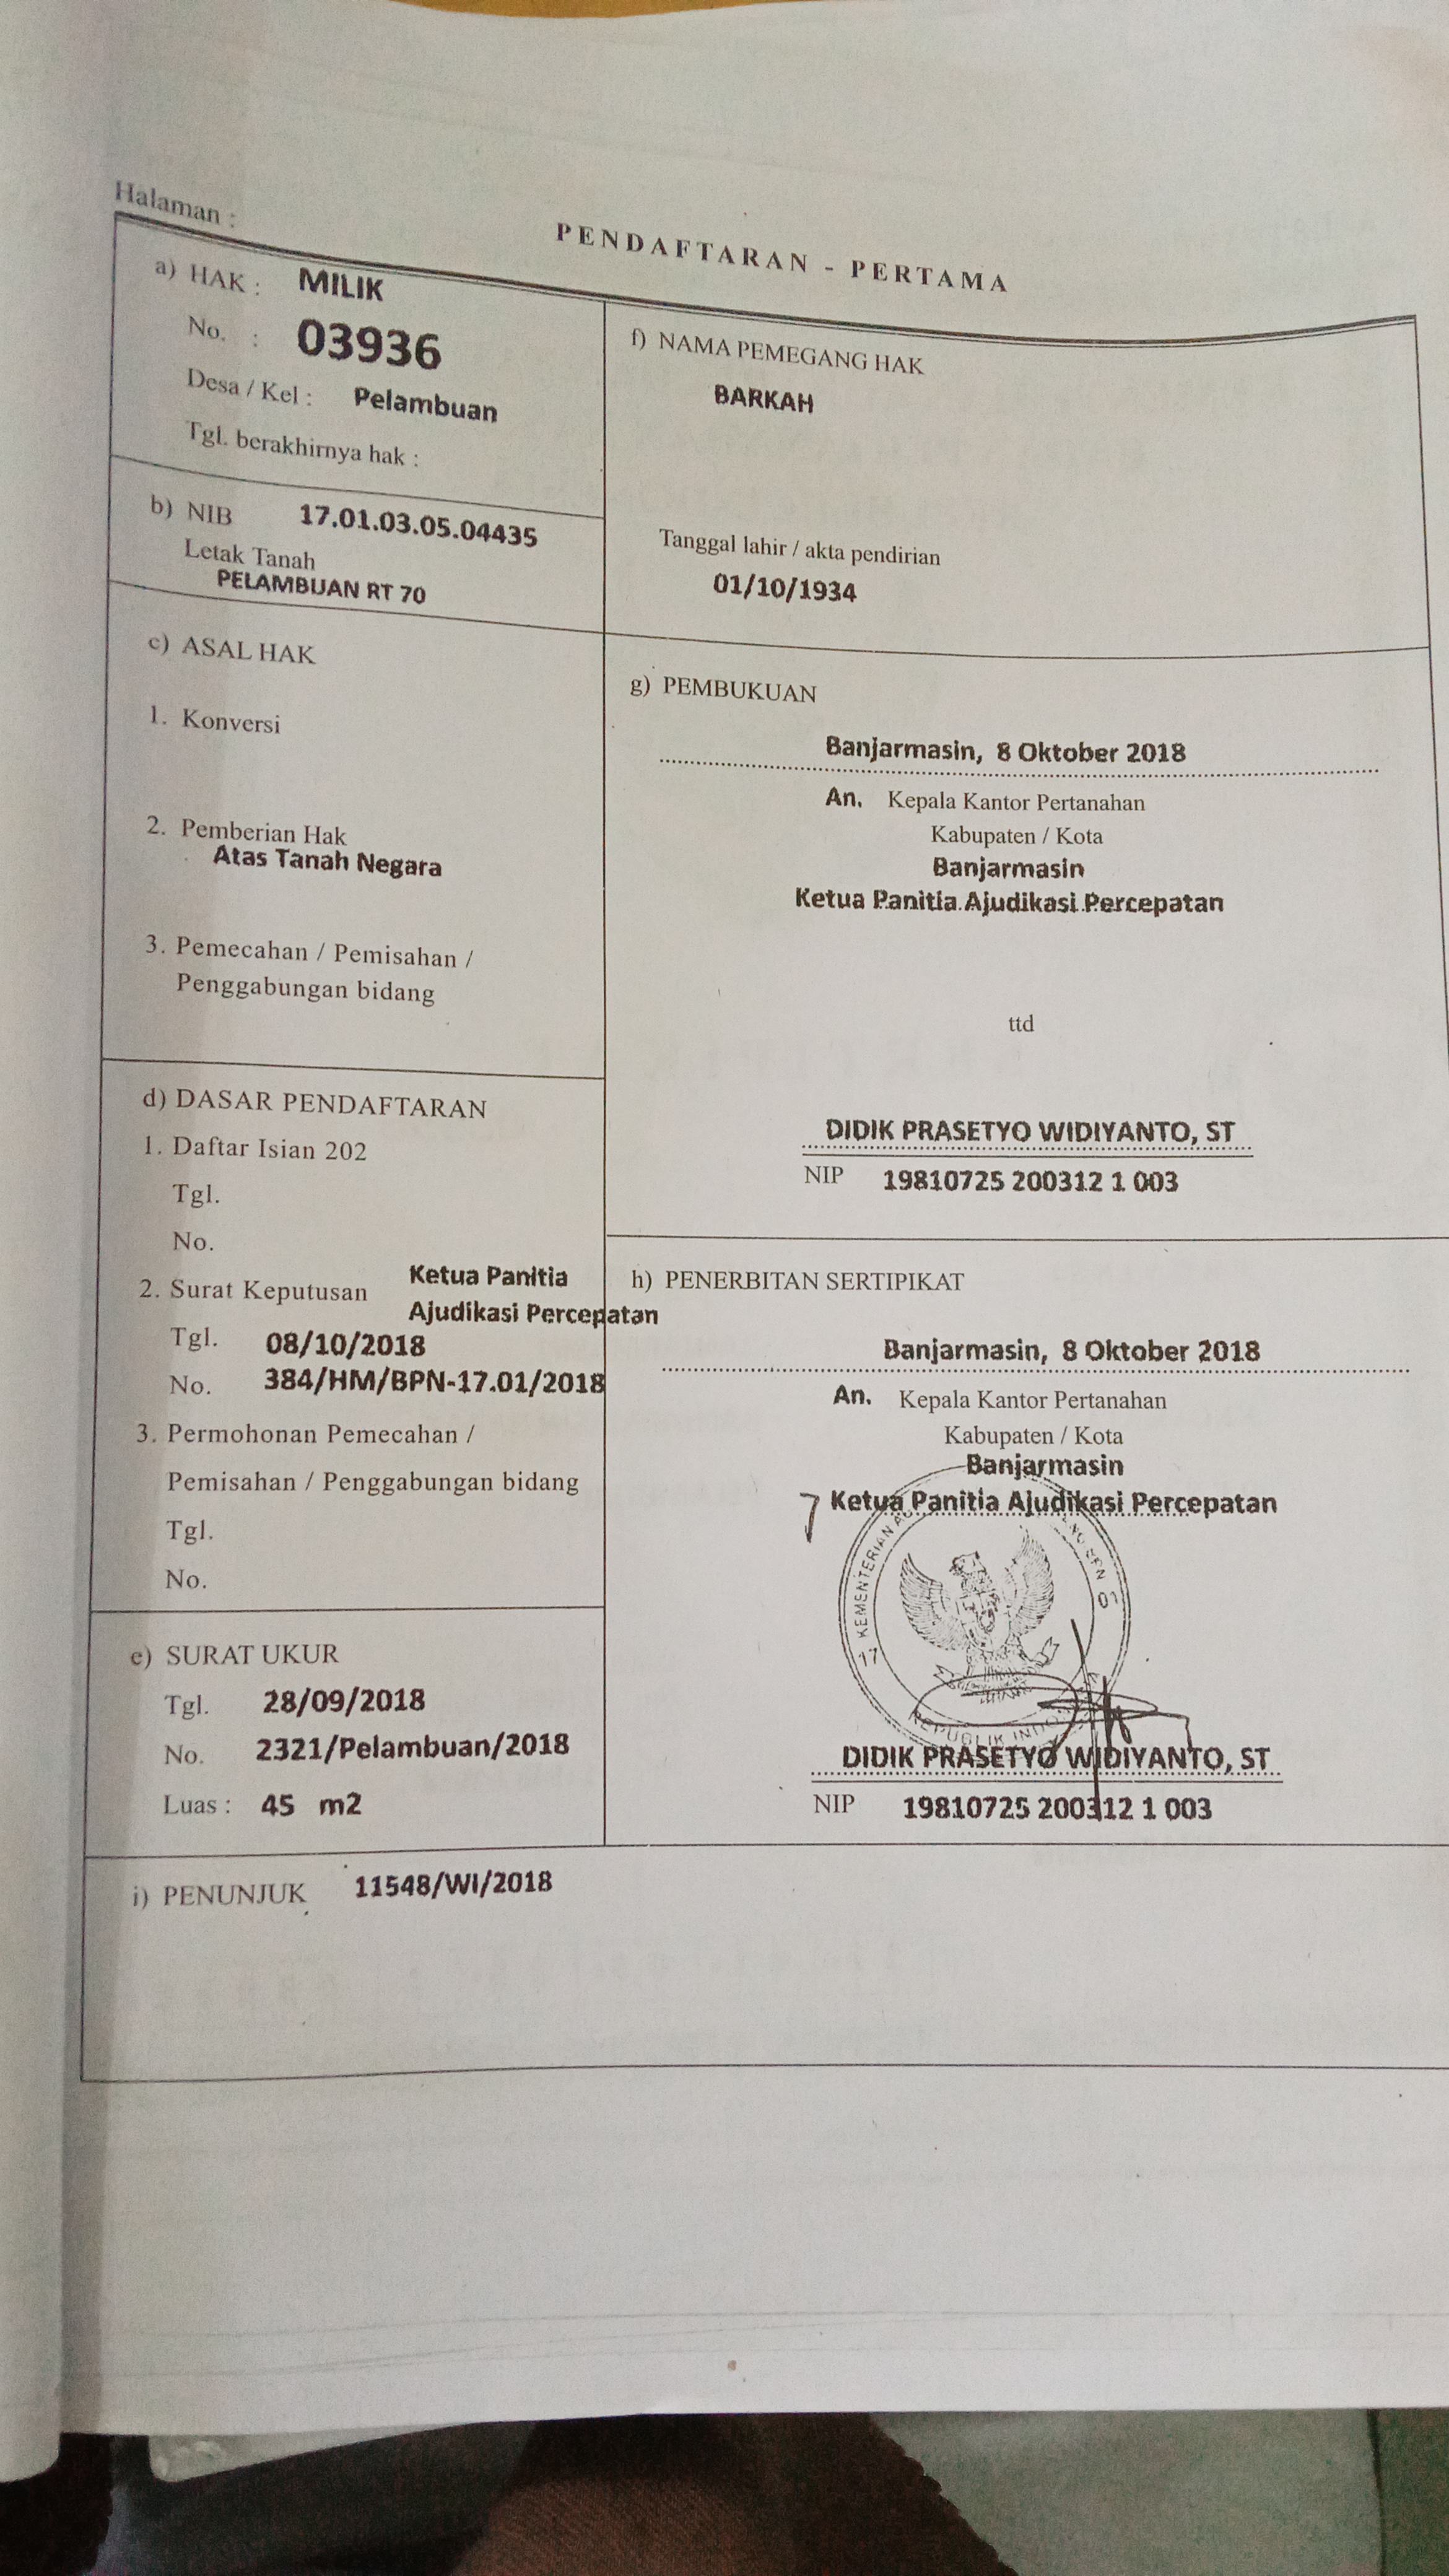 Halaman :
PENDAFTARAN - PERTAMA
a) HAK : MILIK
No. : 03936
Desa / Kel : Pelambuan
Tgl. berakhirnya hak :
b) NIB 17.01.03.05.04435
Letak Tanah
PELAMBUAN RT 70
c) ASAL HAK
1. Konversi
2. Pemberian Hak
Atas Tanah Negara
3. Pemecahan / Pemisahan /
Penggabungan bidang
d) DASAR PENDAFTARAN
1. Daftar Isian 202
Tgl.
No.
2. Surat Keputusan Ketua Panitia
Ajudikasi Percepatan
Tgl. 08/10/2018
No. 384/HM/BPN-17.01/2018
3. Permohonan Pemecahan /
Pemisahan / Penggabungan bidang
Tgl.
No.
e) SURAT UKUR
Tgl. 28/09/2018
No. 2321/Pelambuan/2018
Luas : 45 m2
f) NAMA PEMEGANG HAK
BARKAH
Tanggal lahir / akta pendirian
01/10/1934
g) PEMBUKUAN
Banjarmasin, 8 Oktober 2018
An. Kepala Kantor Pertanahan
Kabupaten / Kota
Banjarmasin
Ketua Panitia Ajudikasi Percepatan
ttd
DIDIK PRASETYO WIDIYANTO, ST
NIP 19810725 200312 1 003
h) PENERBITAN SERTIPIKAT
Banjarmasin, 8 Oktober 2018
An. Kepala Kantor Pertanahan
Kabupaten / Kota
Banjarmasin
Ketua Panitia Ajudikasi Percepatan
KEMENTERIAN
BPN
17
01
REPUBLIK
DIDIK PRASETYO WIDIYANTO, ST
NIP 19810725 200312 1 003
i) PENUNJUK 11548/WI/2018